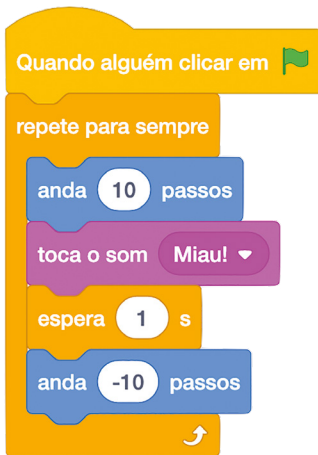 Quando alguém clicar em
repete para sempre
anda 10 passos
toca o som Miau!
espera 1 s
anda -10 passos